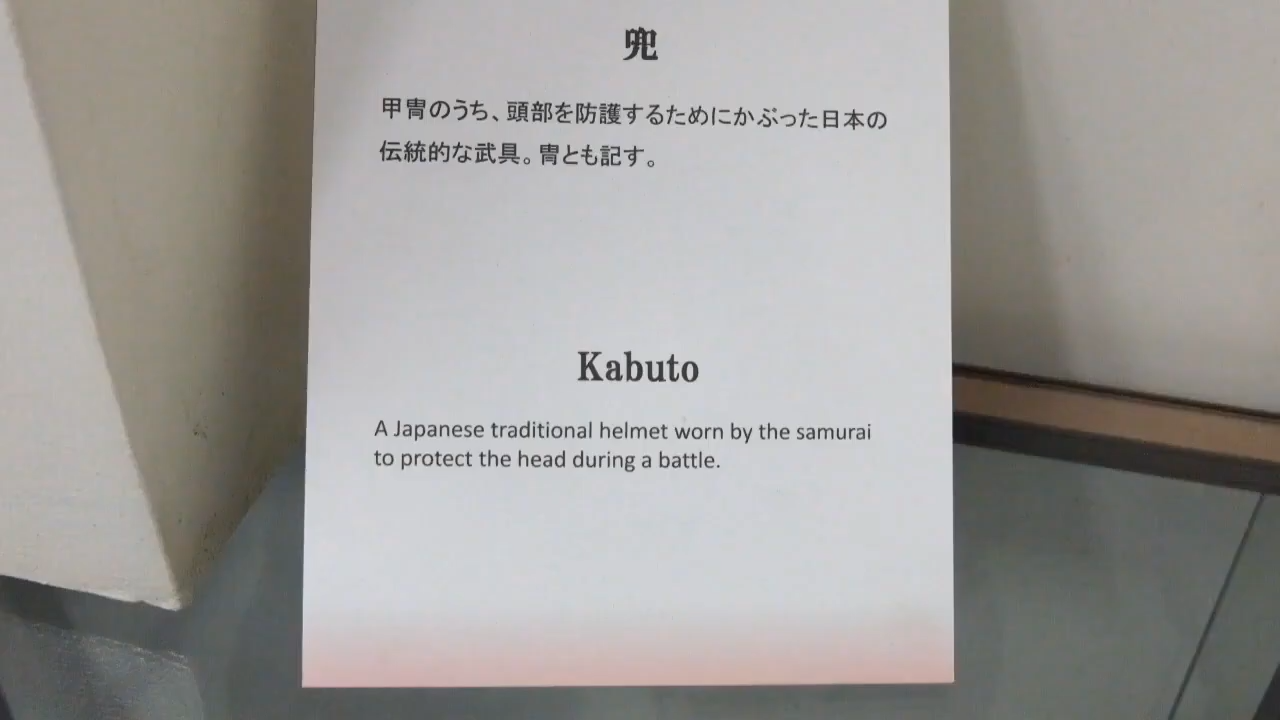 兜
甲冑のうち、頭部を防護するためにかぶった日本の
伝統的な武具。冑とも記す。
Kabuto
A Japanese traditional helmet worn by the samurai
to protect the head during a battle.